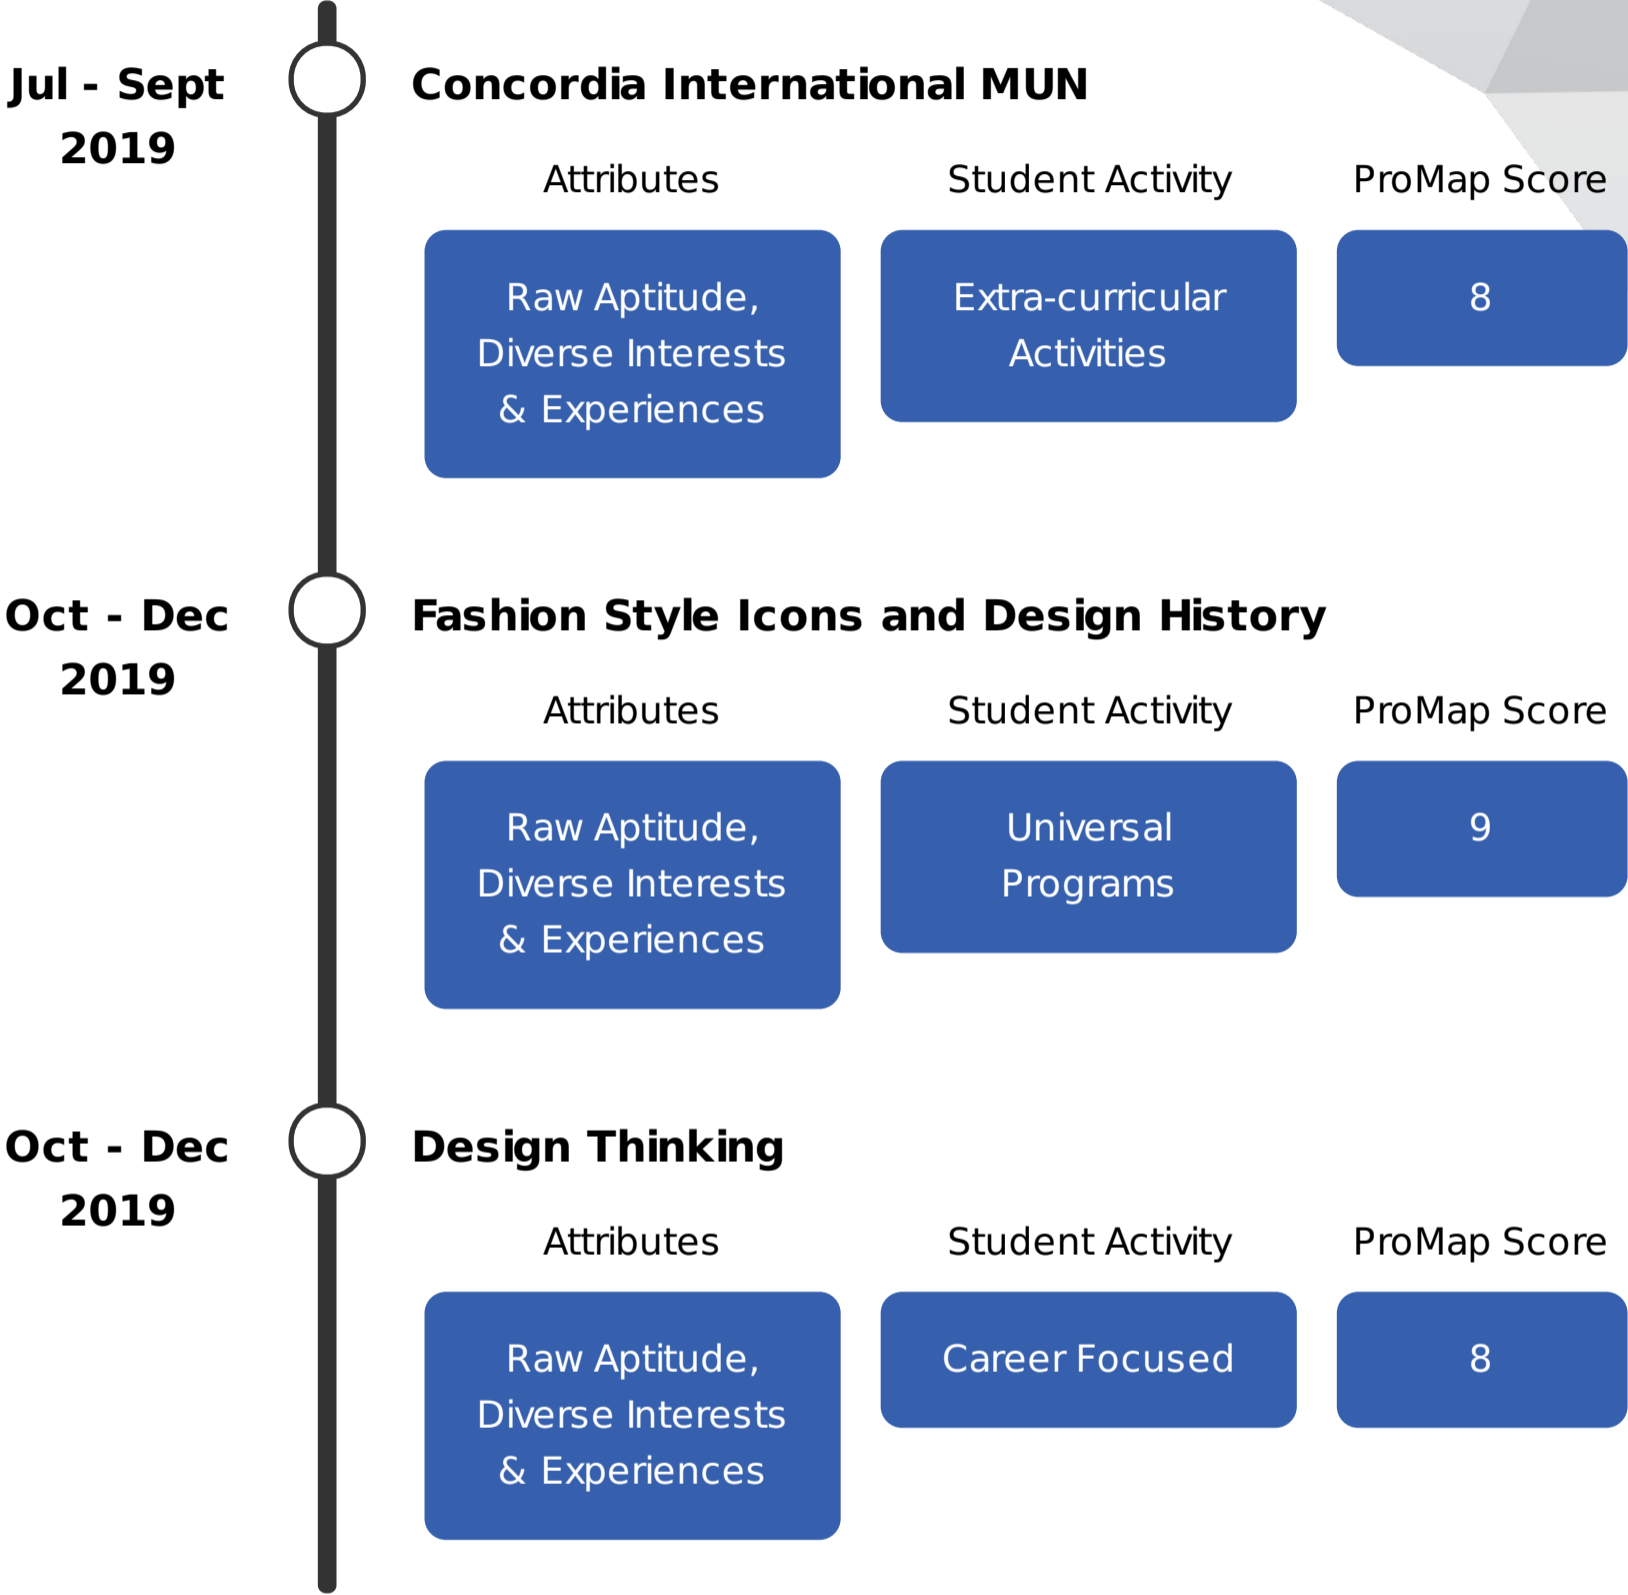 Jul - Sept
2019
Concordia International MUN
Attributes
Student Activity
ProMap Score
Raw Aptitude,
Diverse Interests
& Experiences
Extra-curricular
Activities
8
Oct - Dec
2019
Fashion Style Icons and Design History
Attributes
Student Activity
ProMap Score
Raw Aptitude,
Diverse Interests
& Experiences
Universal
Programs
9
Oct - Dec
2019
Design Thinking
Attributes
Student Activity
ProMap Score
Raw Aptitude,
Diverse Interests
& Experiences
Career Focused
8